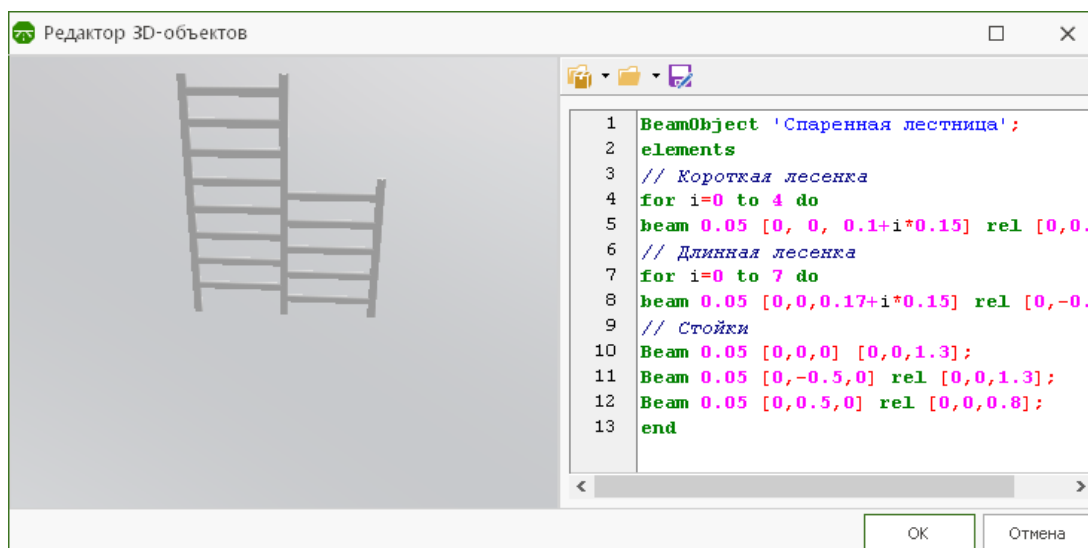 Редактор 3D-объектов
1 BeamObject 'Спаренная лестница';
2 elements
3 // Короткая лесенка
4 for i=0 to 4 do
5 beam 0.05 [0, 0, 0.1+i*0.15] rel [0,0.
6 // Длинная лесенка
7 for i=0 to 7 do
8 beam 0.05 [0,0,0.17+i*0.15] rel [0,-0.
9 // Стойки
10 Beam 0.05 [0,0,0] [0,0,1.3];
11 Beam 0.05 [0,-0.5,0] rel [0,0,1.3];
12 Beam 0.05 [0,0.5,0] rel [0,0,0.8];
13 end
ОК Отмена